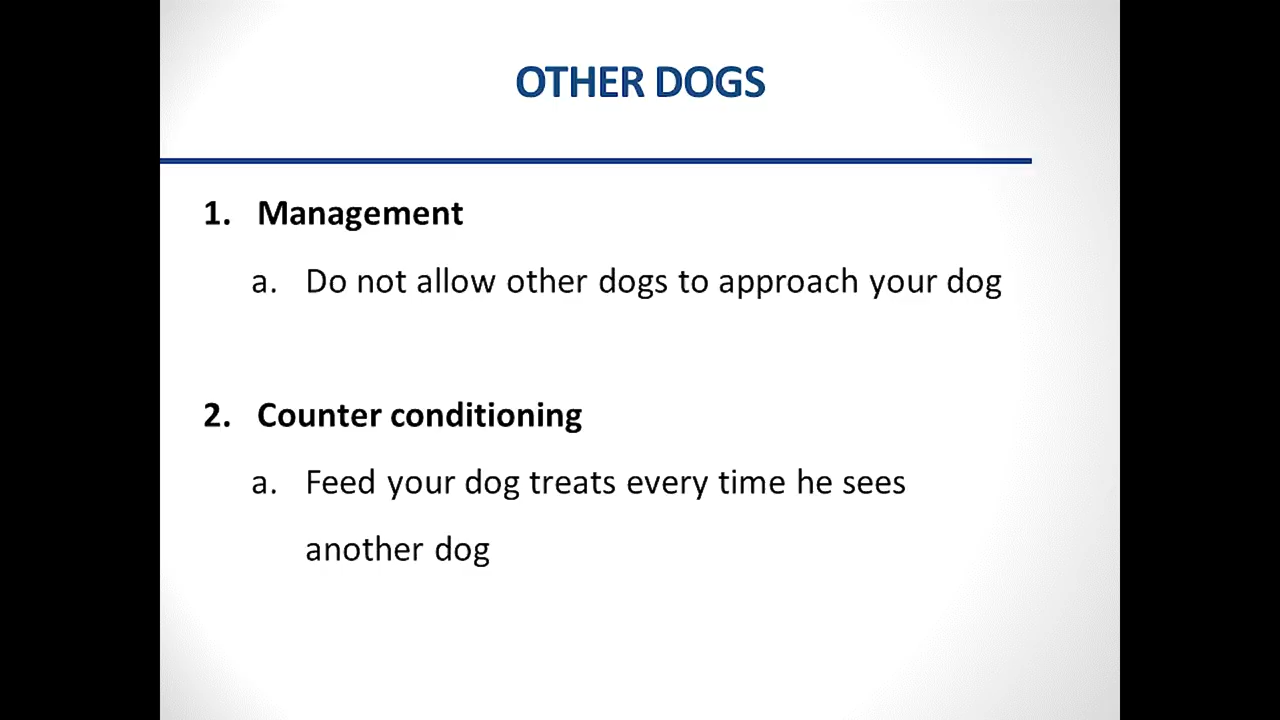 OTHER DOGS
1. Management
a. Do not allow other dogs to approach your dog
2. Counter conditioning
a. Feed your dog treats every time he sees
another dog